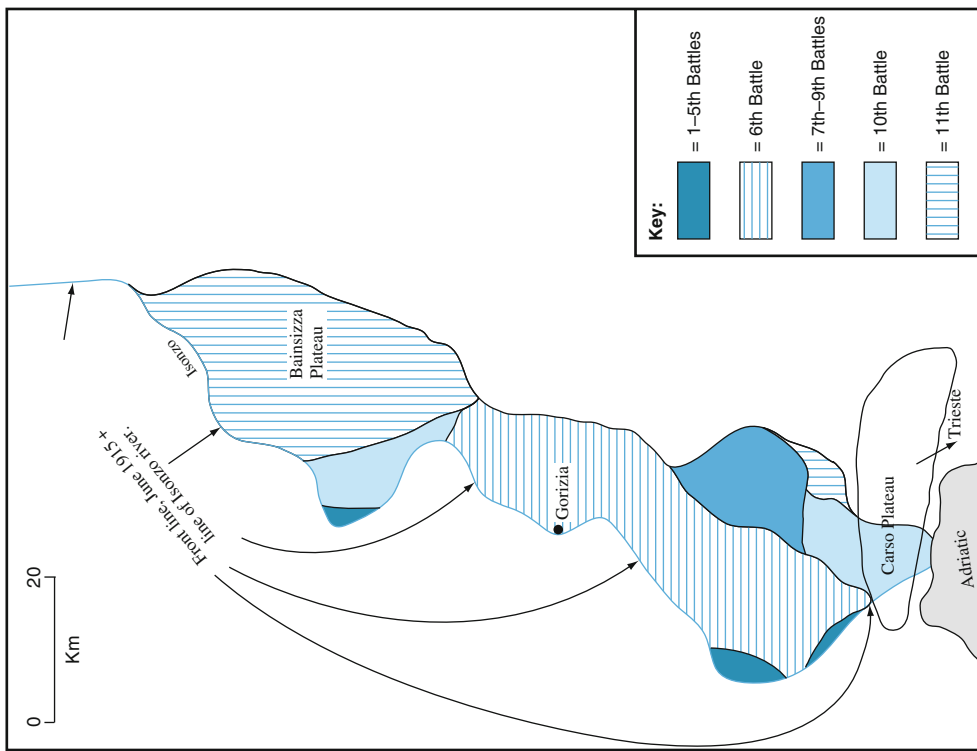 0
20
Km
Front line, June 1915 +
line of Isonzo river.
Isonzo
Bainsizza
Plateau
Gorizia
Carso Plateau
Trieste
Adriatic
Key:
= 1–5th Battles
= 6th Battle
= 7th–9th Battles
= 10th Battle
= 11th Battle